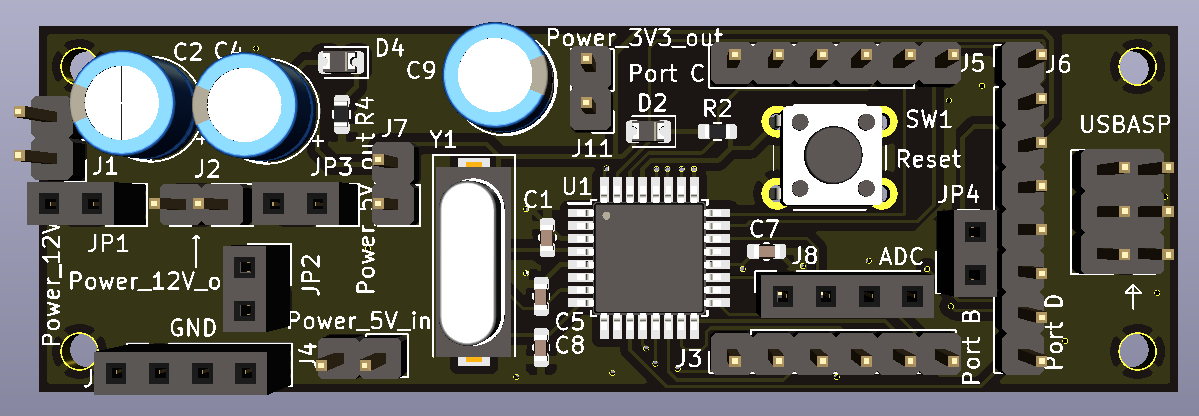 Power_3V3_out
C2
C4
D4
C9
Port C
J5
J6
D2
R2
R4
SW1
USBASP
J7
Y1
J11
Reset
J1
J2
JP3
U1
C1
JP4
JP1
C7
J8
ADC
Power_12V_o
JP2
Power_12V
GND
Power_5V_in
C5
C8
J4
J3
Port B
Port D
J